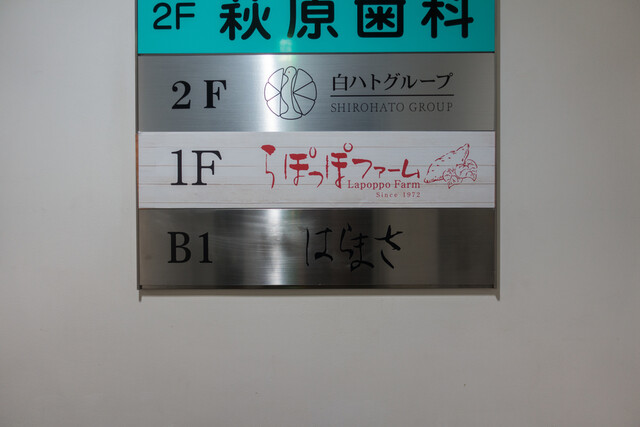 2F 萩原歯科
2F 白ハトグループ
SHIROHATO GROUP
1F らぽっぽファーム
Lapoppo Farm
Since 1972
B1 はらまさ